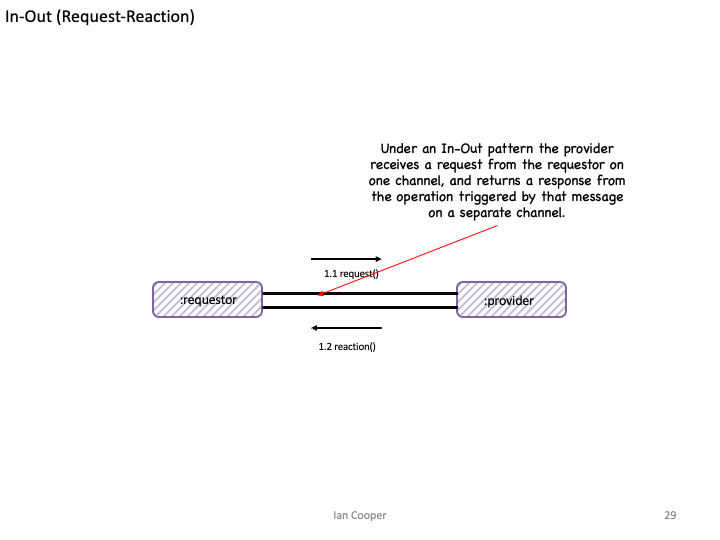 In-Out (Request-Reaction)
Under an In-Out pattern the provider
receives a request from the requestor on
one channel, and returns a response from
the operation triggered by that message
on a separate channel.
1.1 request()
:requestor
:provider
1.2 reaction()
Ian Cooper
29